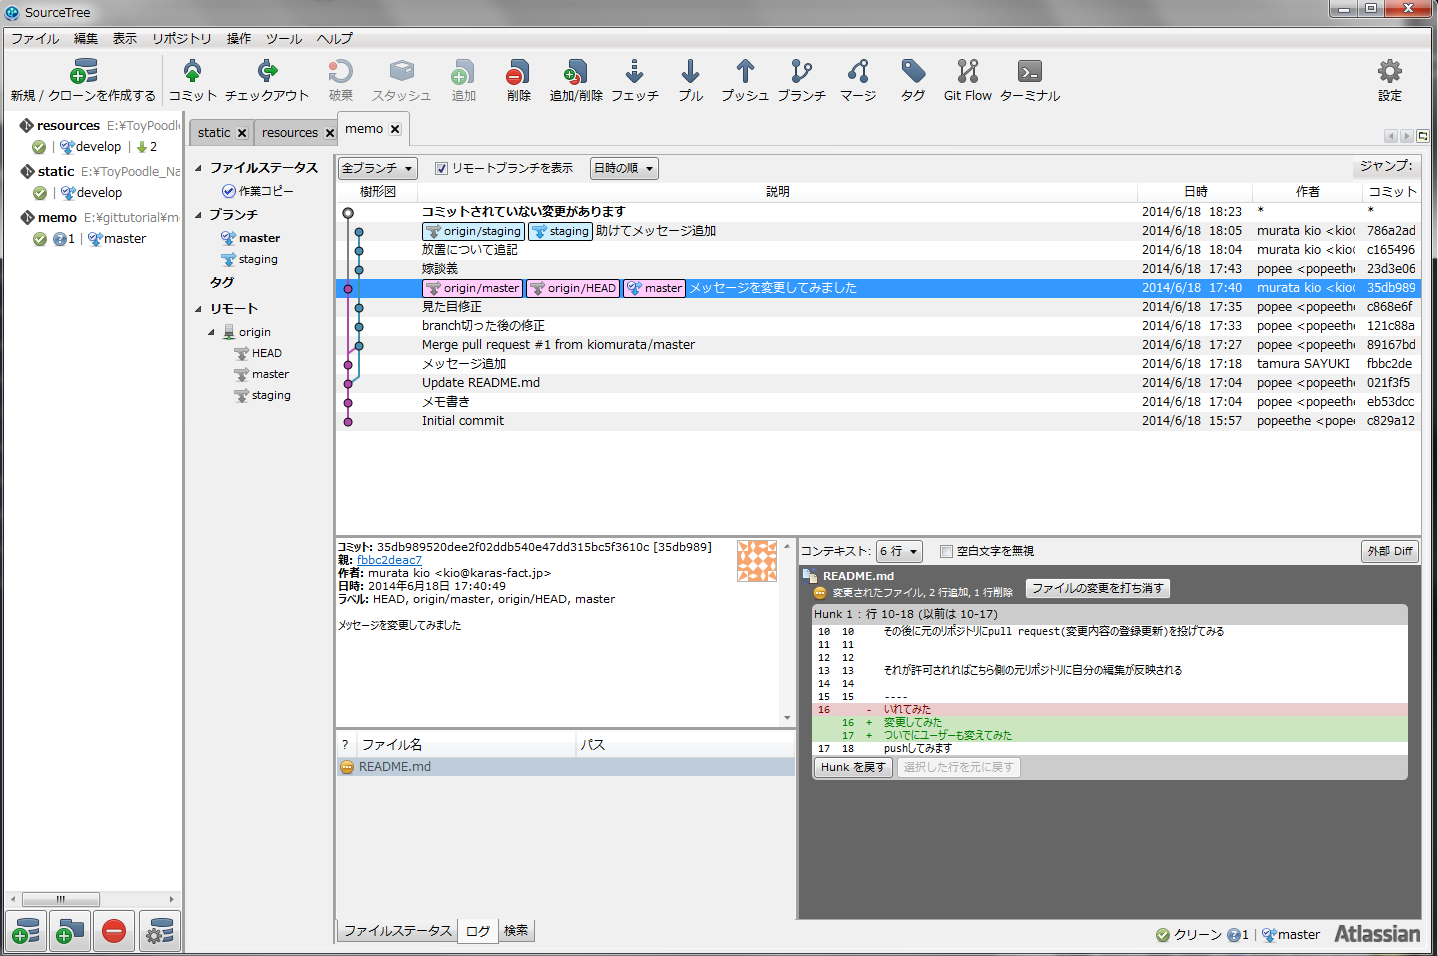 SourceTree
ファイル 編集 表示 リポジトリ 操作 ツール ヘルプ
新規 / クローンを作成する コミット チェックアウト 破棄 スタッシュ 追加 削除 追加/削除 フェッチ プル プッシュ ブランチ マージ タグ Git Flow ターミナル 設定
resources E:¥ToyPoodle
develop 2
static E:¥ToyPoodle_Na
develop
memo E:¥gittutorial¥m
1 master
static resources memo
ファイルステータス
作業コピー
ブランチ
master
staging
タグ
リモート
origin
HEAD
master
staging
全ブランチ リモートブランチを表示 日時の順 ジャンプ:
樹形図 説明 日時 作者 コミット
コミットされていない変更があります 2014/6/18 18:23 * *
origin/staging staging 助けてメッセージ追加 2014/6/18 18:05 murata kio <kio@ 786a2ad
放置について追記 2014/6/18 18:04 murata kio <kio@ c165496
嫁談義 2014/6/18 17:43 popee <popeethe 23d3e06
origin/master origin/HEAD master メッセージを変更してみました 2014/6/18 17:40 murata kio <kio@ 35db989
見た目修正 2014/6/18 17:35 popee <popeethe c868e6f
branch切った後の修正 2014/6/18 17:33 popee <popeethe 121c88a
Merge pull request #1 from kiomurata/master 2014/6/18 17:27 popee <popeethe 89167bd
メッセージ追加 2014/6/18 17:18 tamura SAYUKI fbbc2de
Update README.md 2014/6/18 17:04 popee <popeethe 021f3f5
メモ書き 2014/6/18 17:04 popee <popeethe eb53dcc
Initial commit 2014/6/18 15:57 popeethe <popee c829a12
コミット: 35db989520dee2f02ddb540e47dd315bc5f3610c [35db989]
親: fbbc2deac7
作者: murata kio <kio@karas-fact.jp>
日時: 2014年6月18日 17:40:49
ラベル: HEAD, origin/master, origin/HEAD, master
メッセージを変更してみました
? ファイル名 パス
README.md
コンテキスト: 6 行 空白文字を無視 外部 Diff
README.md
変更されたファイル, 2 行追加, 1 行削除 ファイルの変更を打ち消す
Hunk 1 : 行 10-18 (以前は 10-17)
10 10 その後に元のリポジトリにpull request(変更内容の登録更新)を投げてみる
11 11
12 12
13 13 それが許可されればこちら側の元リポジトリに自分の編集が反映される
14 14
15 15 ----
16 - いれてみた
16 + 変更してみた
17 + ついでにユーザーも変えてみた
17 18 pushしてみます
Hunk を戻す 選択した行を元に戻す
ファイルステータス ログ 検索
クリーン 1 master Atlassian